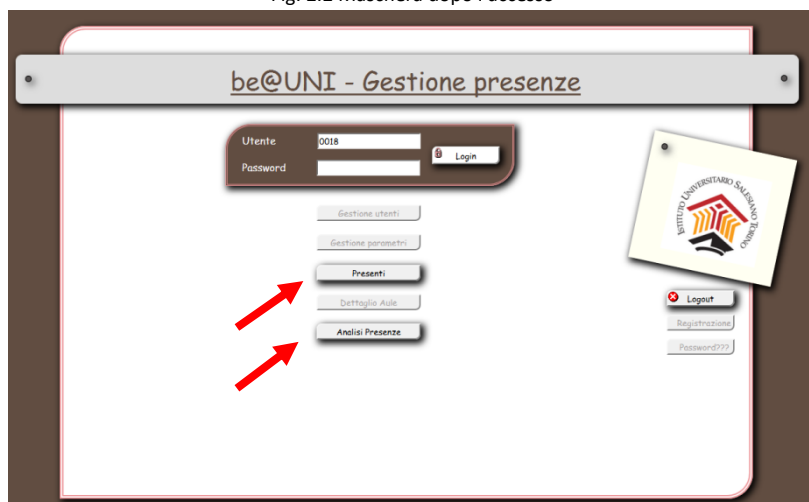 Fig. 2.2 Maschera dopo l'accesso
be@UNI - Gestione presenze
Utente 0018
Login
Password
Gestione utenti
Gestione parametri
Presenti
Dettaglio Aule
Analisi Presenze
ISTITUTO UNIVERSITARIO SALESIANO TORINO
Logout
Registrazione
Password???